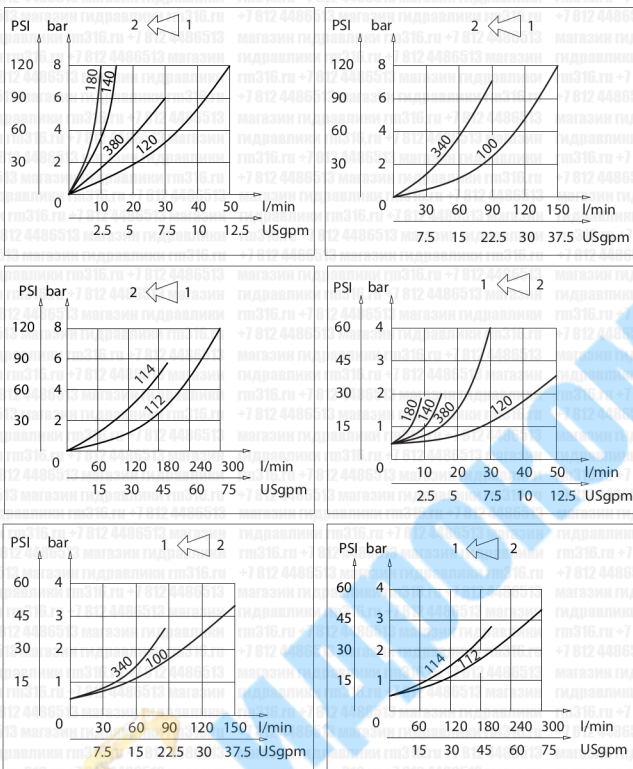 PSI bar 2 1
120 8
180 140
90 6
60 4
380 120
30 2
0 10 20 30 40 50 l/min
2.5 5 7.5 10 12.5 USgpm
PSI bar 2 1
120 8
90 6
60 4
340 100
30 2
0 30 60 90 120 150 l/min
7.5 15 22.5 30 37.5 USgpm
PSI bar 2 1
120 8
90 6
114
60 4
112
30 2
0 60 120 180 240 300 l/min
15 30 45 60 75 USgpm
PSI bar 1 2
60 4
45 3
30 2
180 140 380 120
15 1
0 10 20 30 40 50 l/min
2.5 5 7.5 10 12.5 USgpm
PSI bar 1 2
60 4
45 3
30 2
340 100
15 1
0 30 60 90 120 150 l/min
7.5 15 22.5 30 37.5 USgpm
PSI bar 1 2
60 4
45 3
30 2
114 112
15 1
0 60 120 180 240 300 l/min
15 30 45 60 75 USgpm
магазин гидравлики rm316.ru +7 812 4486513